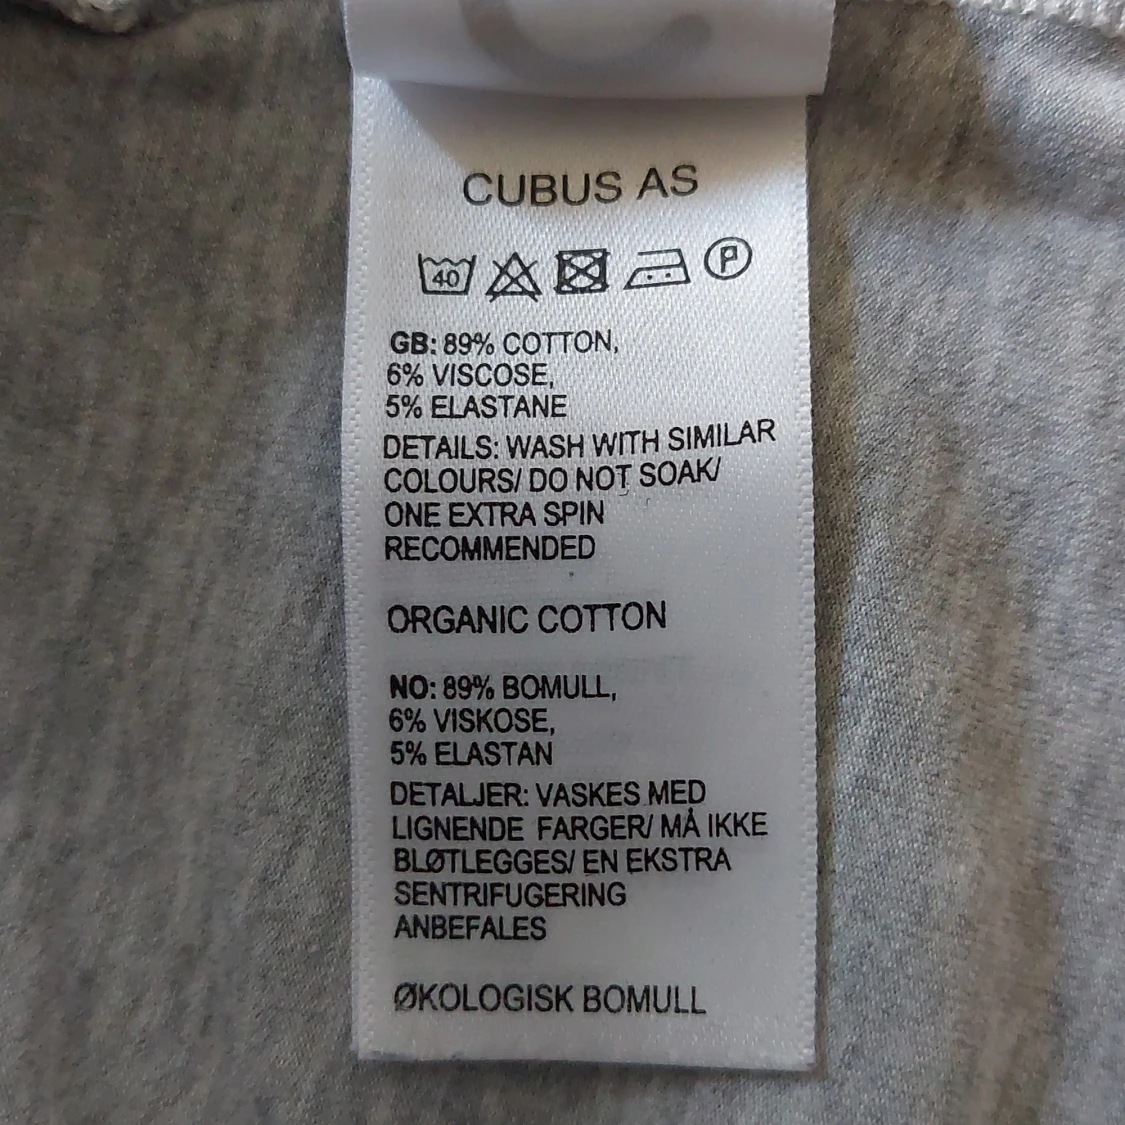 CUBUS AS
40 P
GB: 89% COTTON,
6% VISCOSE,
5% ELASTANE
DETAILS: WASH WITH SIMILAR
COLOURS/ DO NOT SOAK/
ONE EXTRA SPIN
RECOMMENDED
ORGANIC COTTON
NO: 89% BOMULL,
6% VISKOSE,
5% ELASTAN
DETALJER: VASKES MED
LIGNENDE FARGER/ MÅ IKKE
BLØTLEGGES/ EN EKSTRA
SENTRIFUGERING
ANBEFALES
ØKOLOGISK BOMULL